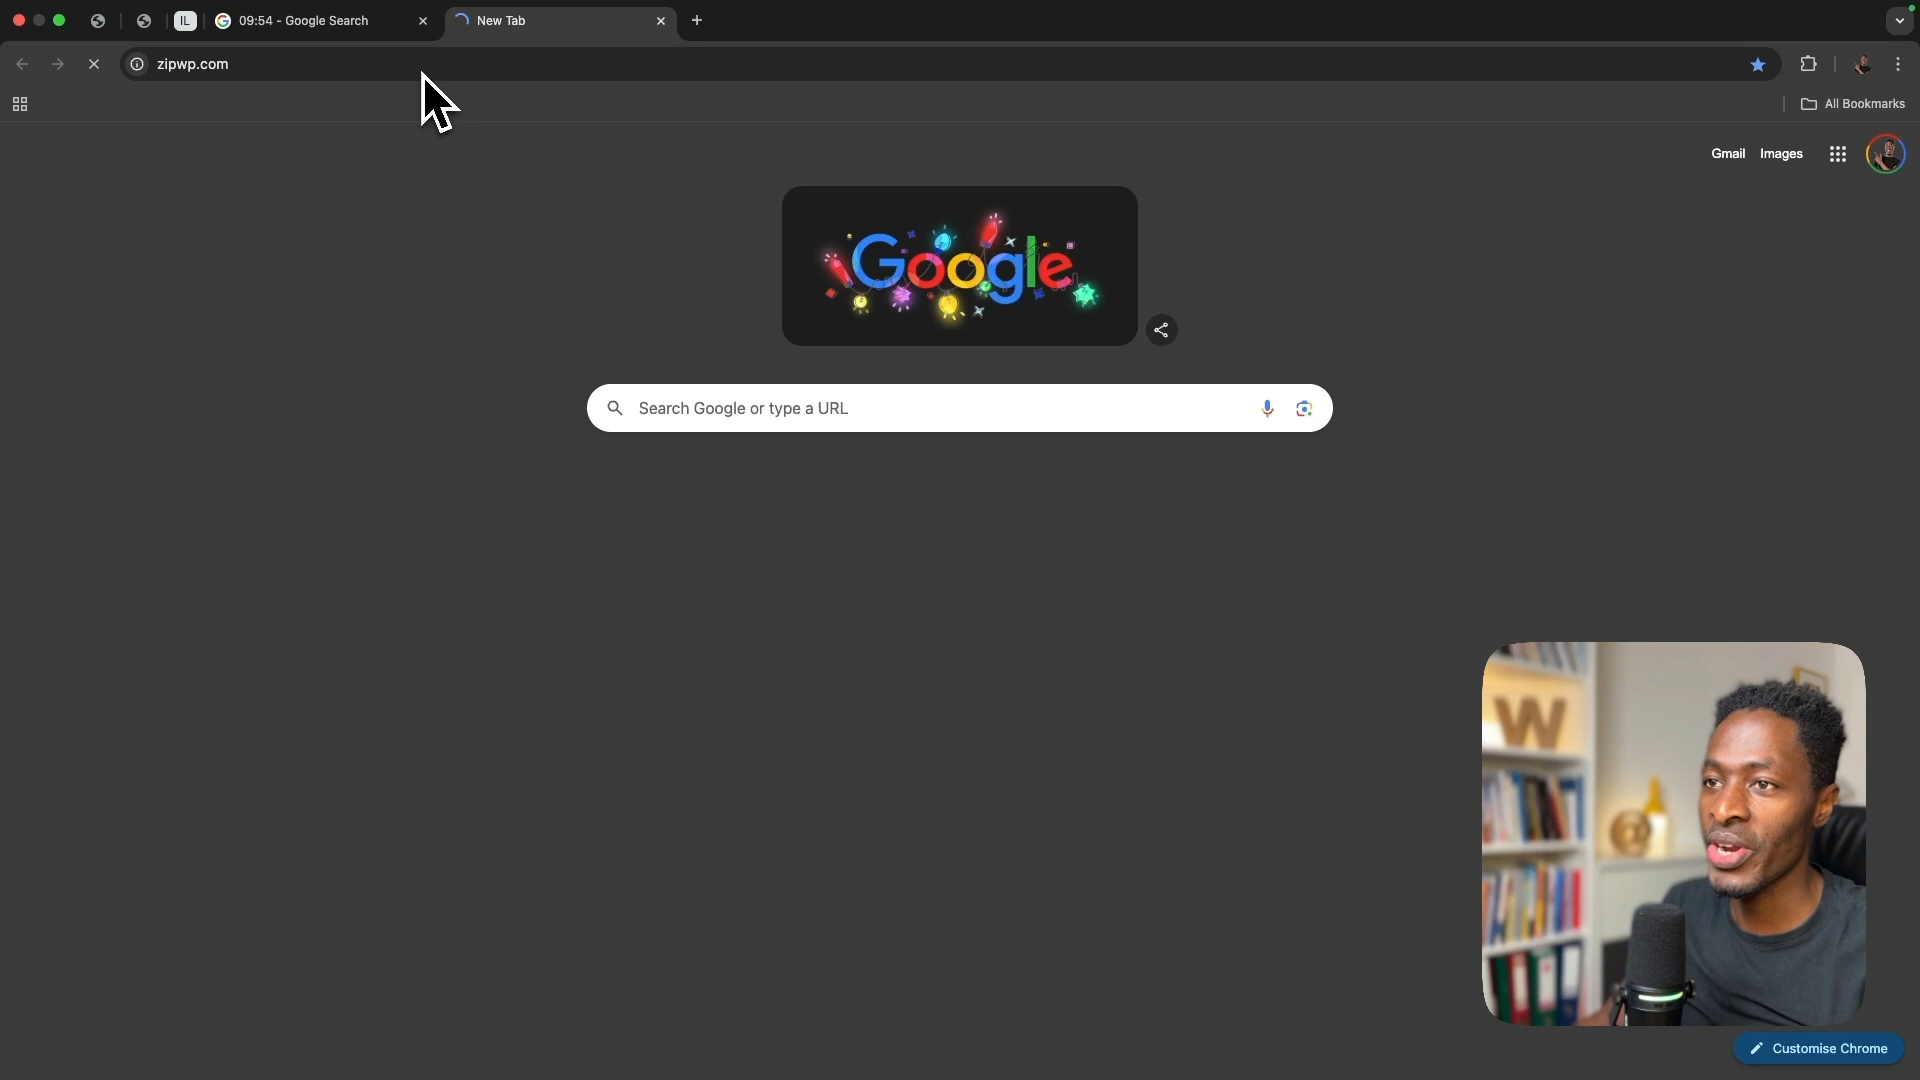 IL
09:54 - Google Search
New Tab
zipwp.com
All Bookmarks
Gmail
Images
Google
Search Google or type a URL
W
@
Customise Chrome